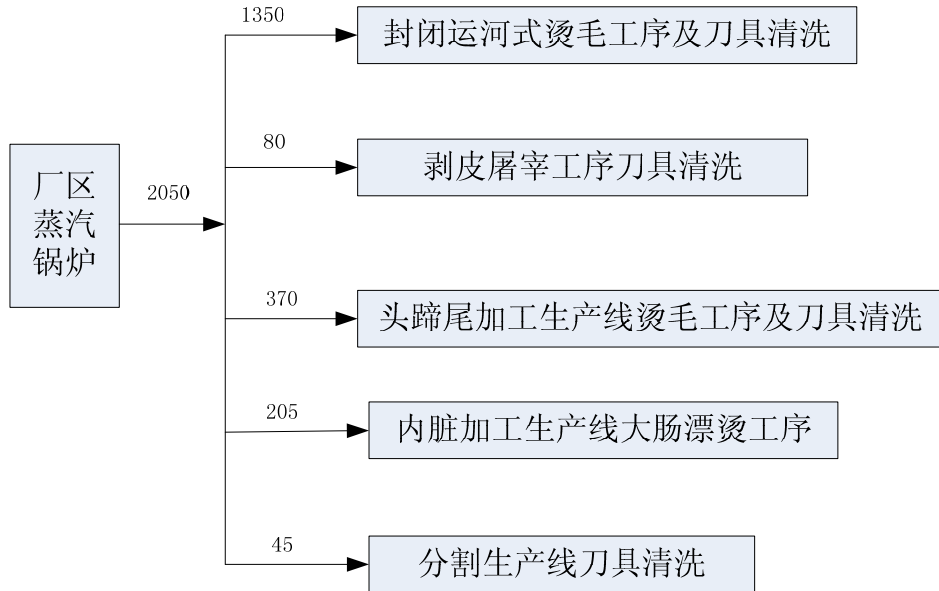 1350
封闭运河式烫毛工序及刀具清洗
80
剥皮屠宰工序刀具清洗
厂区
蒸汽
锅炉
2050
370
头蹄尾加工生产线烫毛工序及刀具清洗
205
内脏加工生产线大肠漂烫工序
45
分割生产线刀具清洗